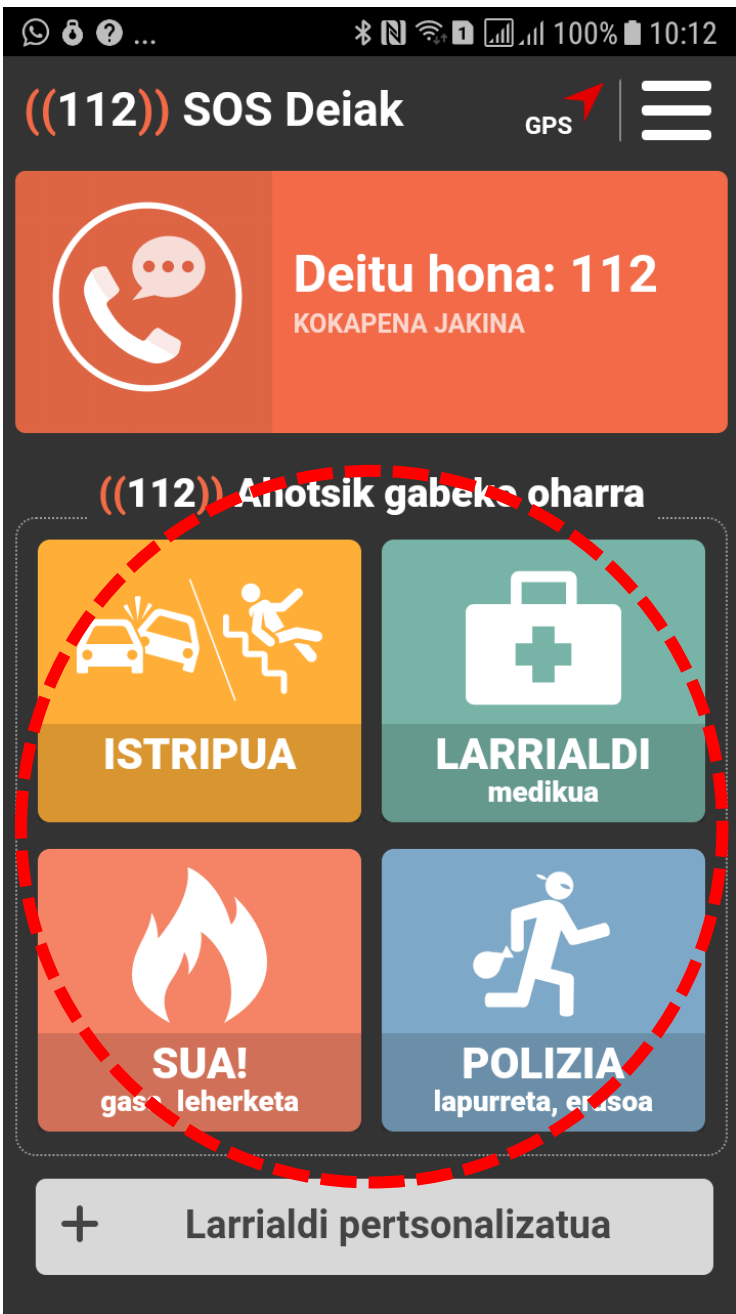 ... 1 100% 10:12
((112)) SOS Deiak
GPS
Deitu hona: 112
KOKAPENA JAKINA
((112)) Ahotsik gabeko oharra
ISTRIPUA
LARRIALDI
medikua
SUA!
gasa, leherketa
POLIZIA
lapurreta, erasoa
+ Larrialdi pertsonalizatua